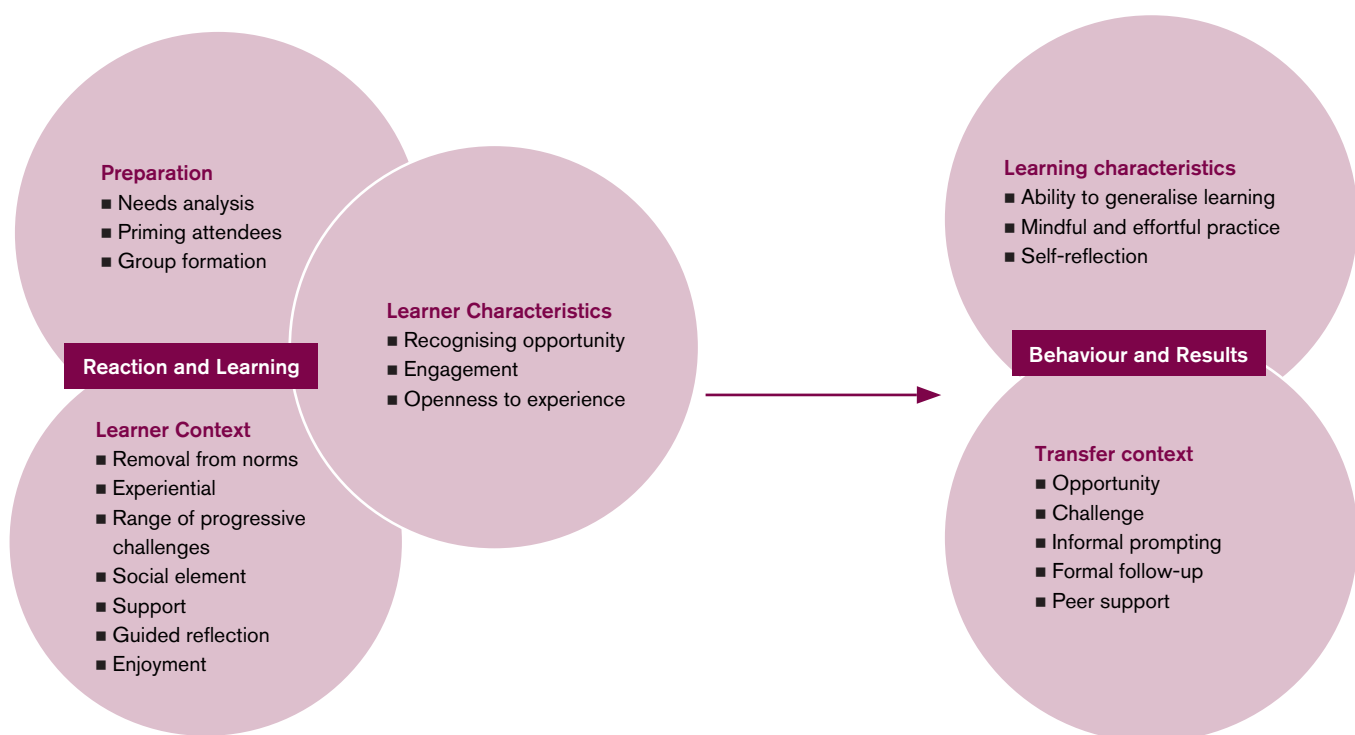 Preparation
■ Needs analysis
■ Priming attendees
■ Group formation
Learner Characteristics
■ Recognising opportunity
■ Engagement
■ Openness to experience
Reaction and Learning
Learner Context
■ Removal from norms
■ Experiential
■ Range of progressive
challenges
■ Social element
■ Support
■ Guided reflection
■ Enjoyment
Learning characteristics
■ Ability to generalise learning
■ Mindful and effortful practice
■ Self-reflection
Behaviour and Results
Transfer context
■ Opportunity
■ Challenge
■ Informal prompting
■ Formal follow-up
■ Peer support